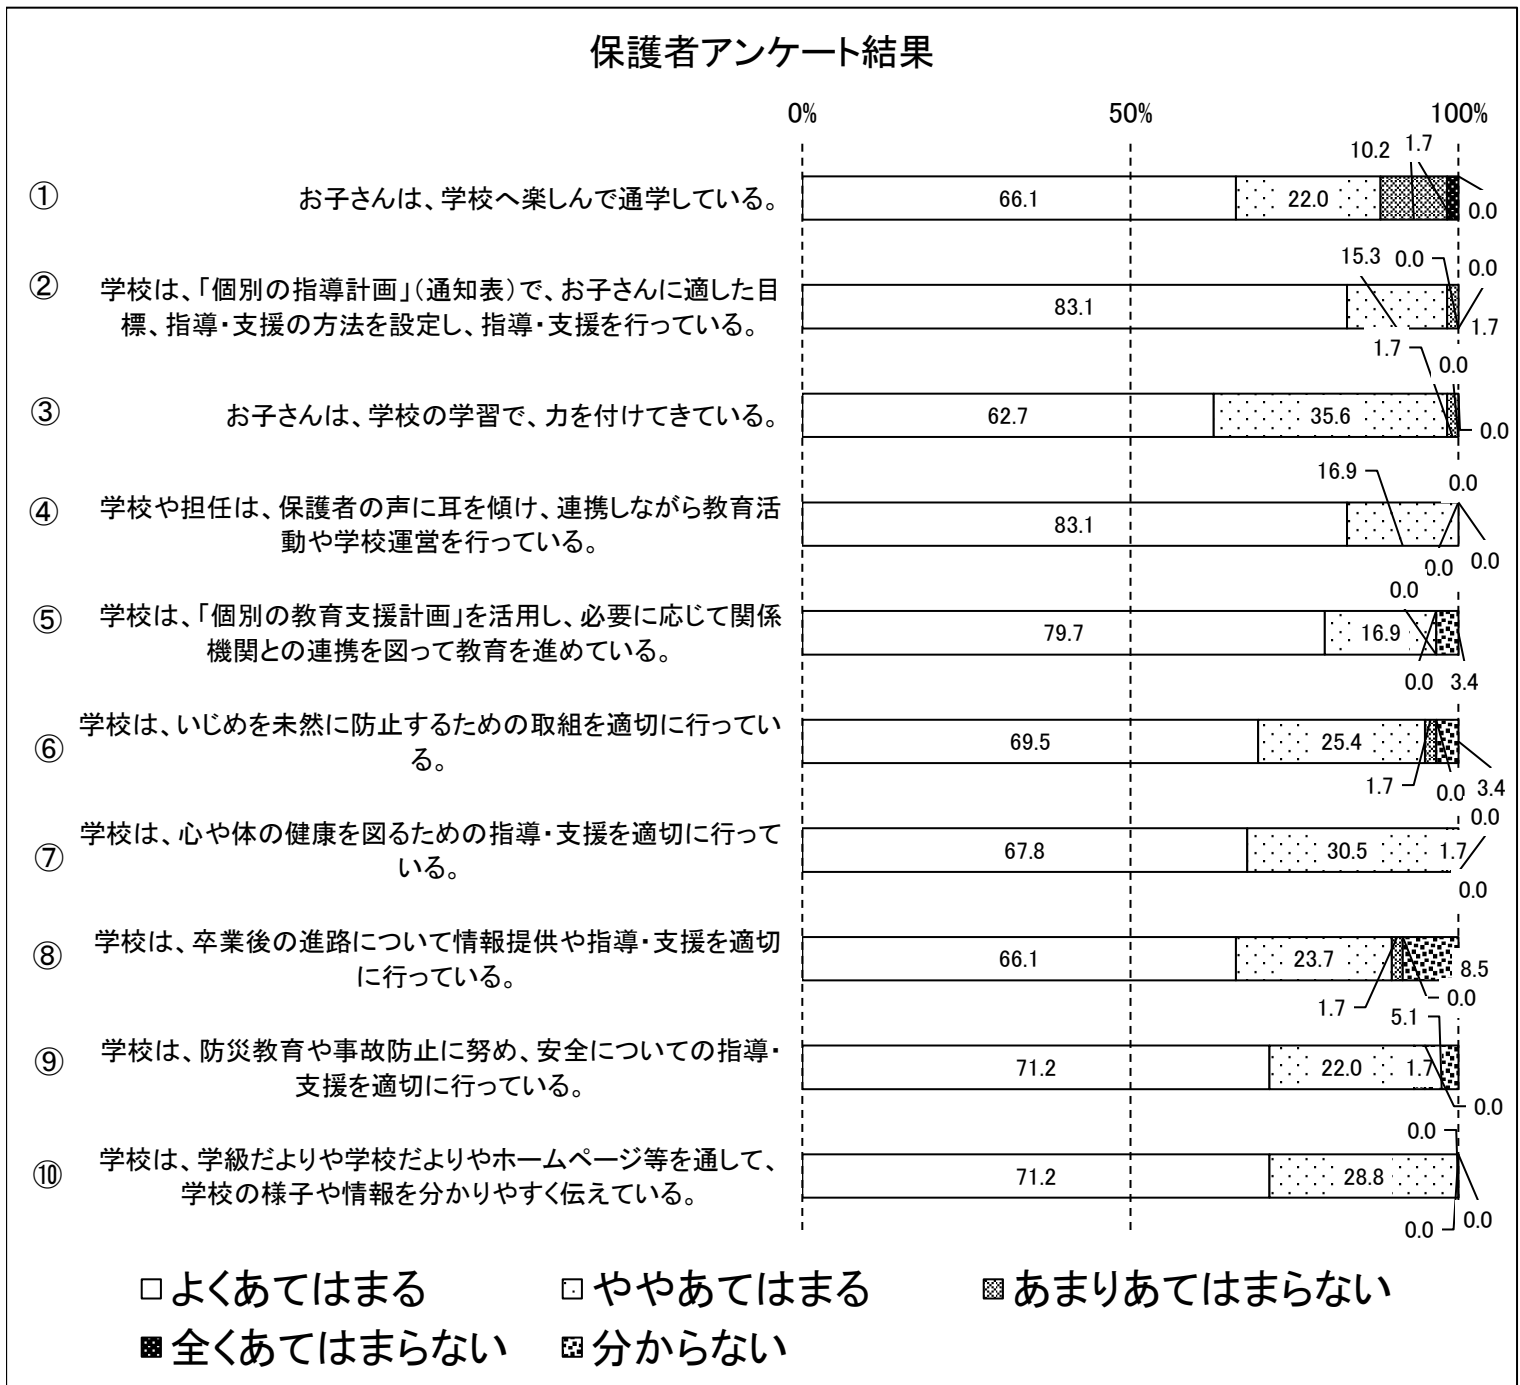 保護者アンケート結果
0% 50% 100%
10.2 1.7
① お子さんは、学校へ楽しんで通学している。 66.1 22.0 0.0
15.3 0.0 0.0
② 学校は、「個別の指導計画」(通知表)で、お子さんに適した目
標、指導・支援の方法を設定し、指導・支援を行っている。
83.1 1.7
1.7 0.0
③ お子さんは、学校の学習で、力を付けてきている。 62.7 35.6 0.0
16.9 0.0
④ 学校や担任は、保護者の声に耳を傾け、連携しながら教育活
動や学校運営を行っている。
83.1 0.0 0.0
0.0
⑤ 学校は、「個別の教育支援計画」を活用し、必要に応じて関係
機関との連携を図って教育を進めている。
79.7 16.9
0.0 3.4
⑥ 学校は、いじめを未然に防止するための取組を適切に行ってい
る。
69.5 25.4
1.7 0.0 3.4
0.0
⑦ 学校は、心や体の健康を図るための指導・支援を適切に行って
いる。
67.8 30.5 1.7
0.0
⑧ 学校は、卒業後の進路について情報提供や指導・支援を適切
に行っている。
66.1 23.7 8.5
1.7 0.0
5.1
⑨ 学校は、防災教育や事故防止に努め、安全についての指導・
支援を適切に行っている。
71.2 22.0 1.7
0.0
0.0
⑩ 学校は、学級だよりや学校だよりやホームページ等を通して、
学校の様子や情報を分かりやすく伝えている。
71.2 28.8
0.0 0.0
よくあてはまる ややあてはまる あまりあてはまらない
全くあてはまらない 分からない